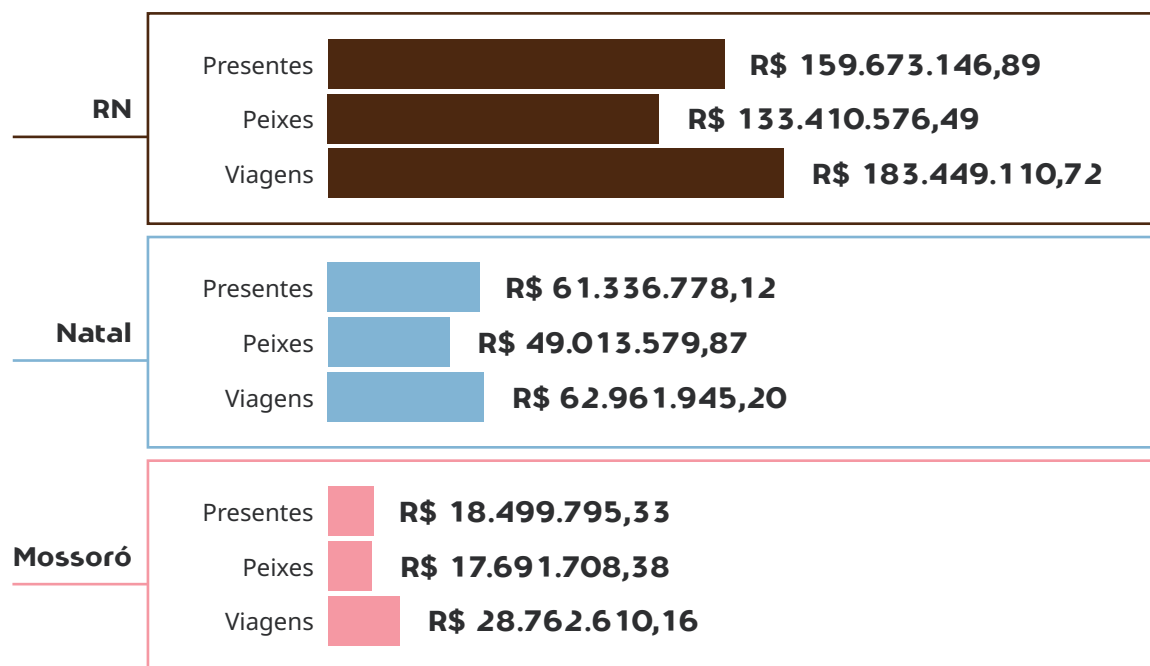 RN
Presentes R$ 159.673.146,89
Peixes R$ 133.410.576,49
Viagens R$ 183.449.110,72
Natal
Presentes R$ 61.336.778,12
Peixes R$ 49.013.579,87
Viagens R$ 62.961.945,20
Mossoró
Presentes R$ 18.499.795,33
Peixes R$ 17.691.708,38
Viagens R$ 28.762.610,16